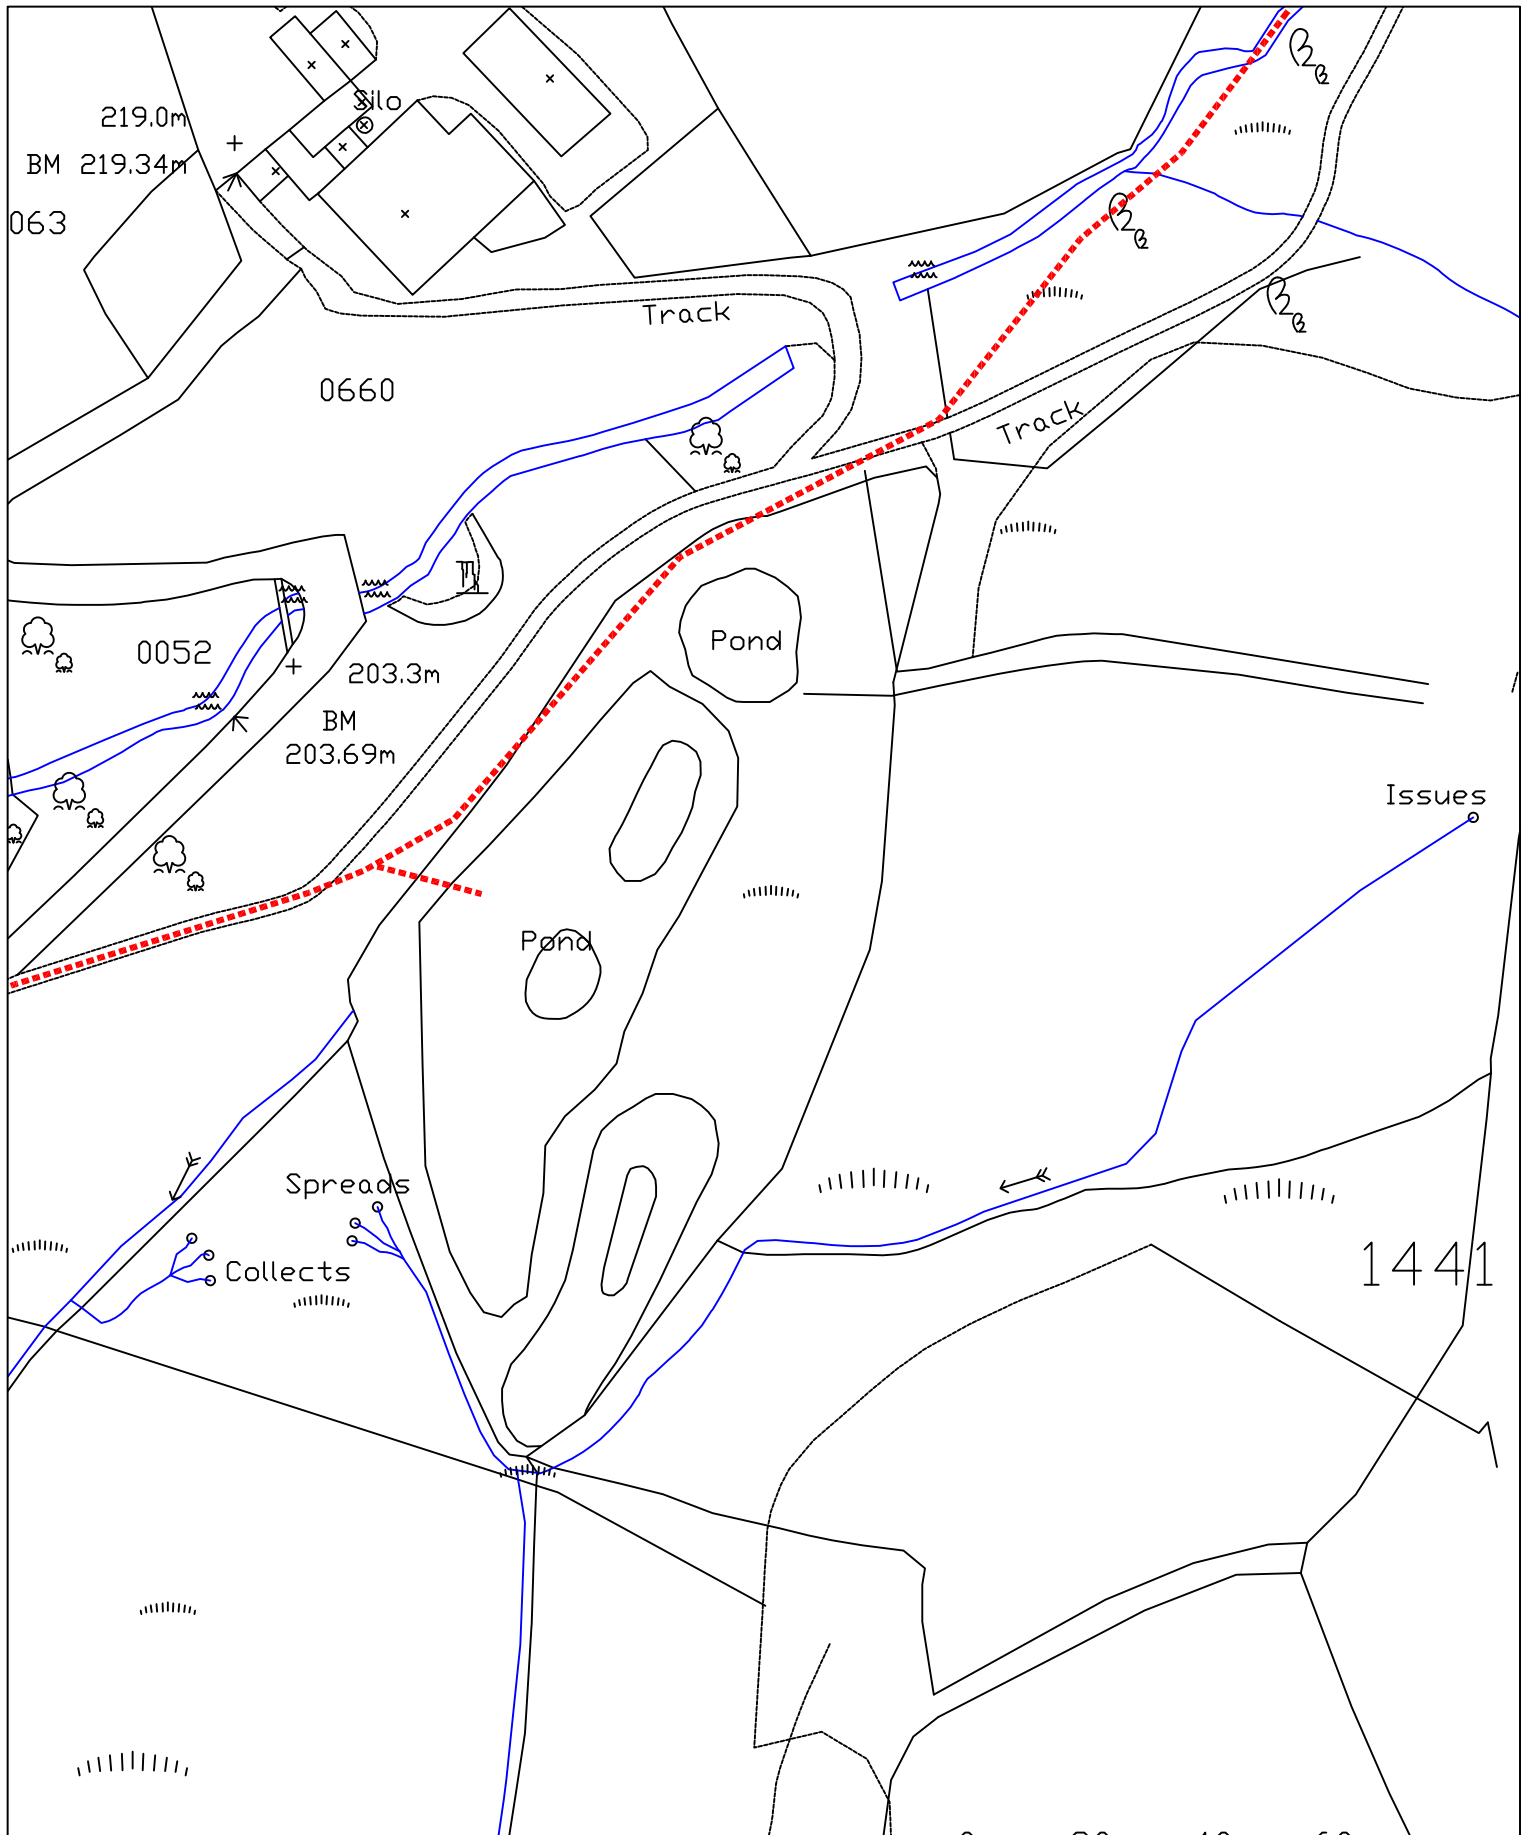 Silo
219.0m
BM 219.34m
063
Track
0660
Track
Pond
0052
203.3m
BM
203.69m
Issues
Pond
Spreads
Collects
1441